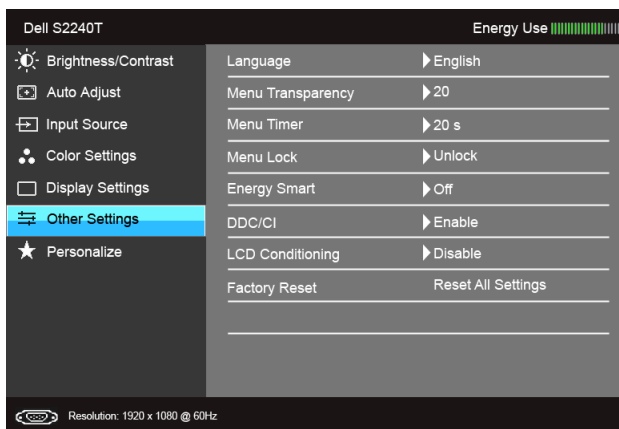 Dell S2240T
Energy Use
Brightness/Contrast
Auto Adjust
Input Source
Color Settings
Display Settings
Other Settings
Personalize
Language English
Menu Transparency 20
Menu Timer 20 s
Menu Lock Unlock
Energy Smart Off
DDC/CI Enable
LCD Conditioning Disable
Factory Reset Reset All Settings
Resolution: 1920 x 1080 @ 60Hz